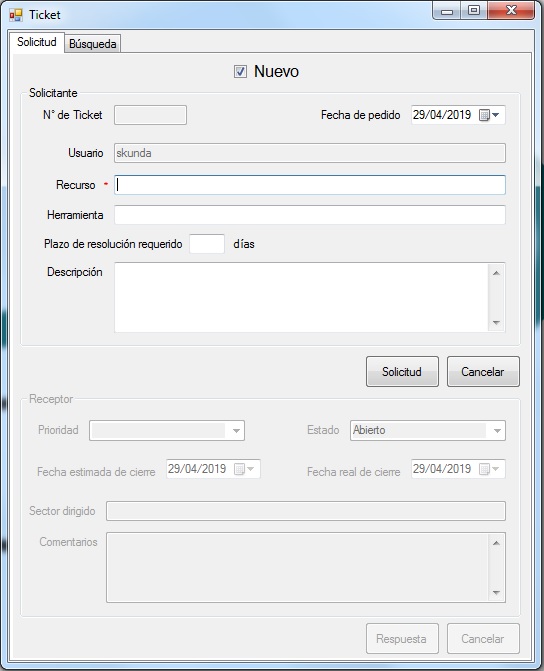 Ticket
Solicitud Búsqueda
Nuevo
Solicitante
N° de Ticket Fecha de pedido 29/04/2019
Usuario skunda
Recurso *
Herramienta
Plazo de resolución requerido días
Descripción
Solicitud Cancelar
Receptor
Prioridad Estado Abierto
Fecha estimada de cierre 29/04/2019 Fecha real de cierre 29/04/2019
Sector dirigido
Comentarios
Respuesta Cancelar